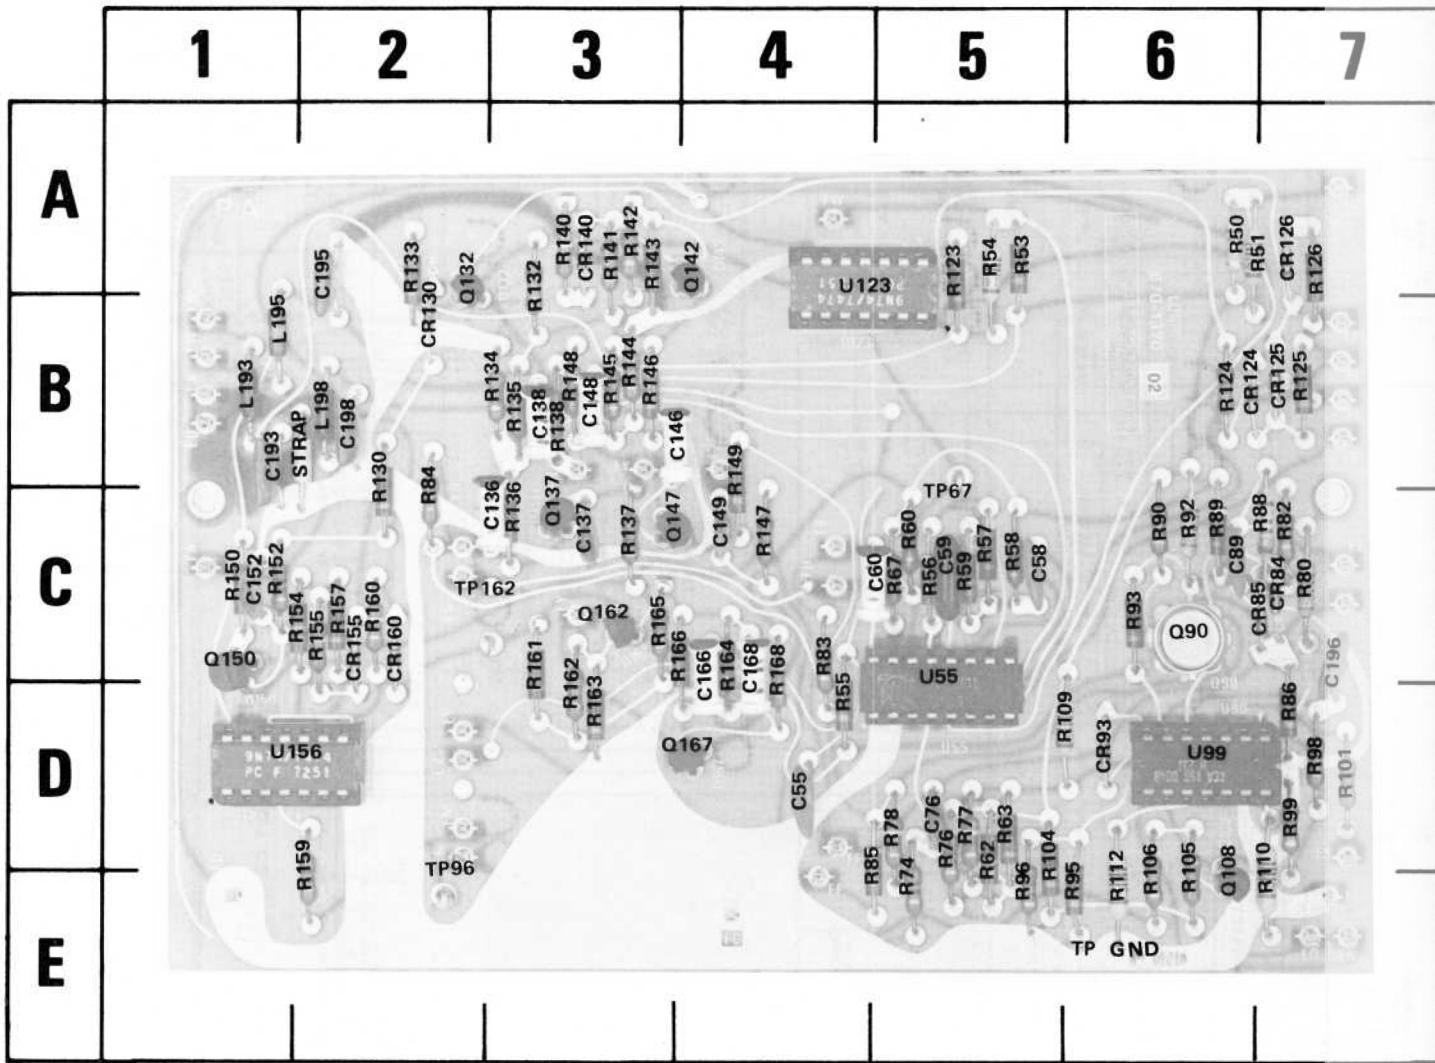 1 2 3 4 5 6 7
A
R50 R51 CR126 R126
R140 CR140 R141 R142 R143 Q142
C195 R133 Q132 R132
U123 R123 R54 R53
9N74/7474
L195 CR130
B
L193 C193 STRAP L198 C198 R130 R84
R134 R135 C138 R138 R148 C148 R145 R144 R146 C146
R149
R124 CR124 CR125 R125
02
C136 R136 Q137 C137 R137 Q147 C149 R147
TP67
R90 R92 R89 C89 R88 R82
C
R150 C152 R152 R154 R155 R157 CR155 R160 CR160
TP162
C60 R67 R60 R56 C59 R59 R57 R58 C58
R93 Q90 CR85 CR84 R80
Q162 R165 R166 C166 R164 C168 R168 R83
Q150
R161 R162 R163
R55 U55
C196
R109 CR93 R86
D
U156
PC F 7251
Q167
C55
U99
R98 R101
R99
R78 C76 R77 R63
R159
TP96
R85 R74 R76 R62 R96 R104 R95 R112 R106 R105 Q108 R110
E
TP GND